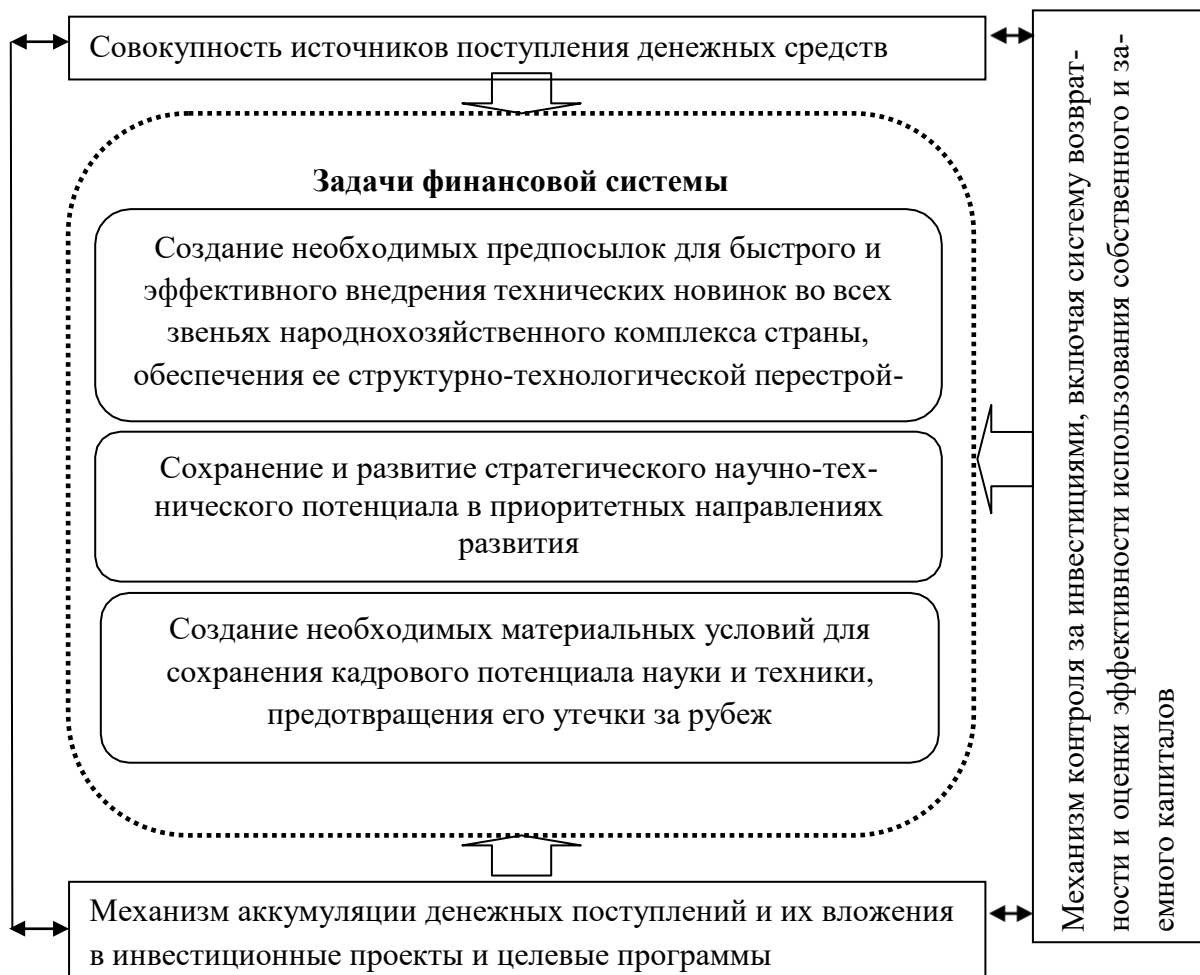 Совокупность источников поступления денежных средств
Задачи финансовой системы
Создание необходимых предпосылок для быстрого и
эффективного внедрения технических новинок во всех
звеньях народнохозяйственного комплекса страны,
обеспечения ее структурно-технологической перестрой-
Сохранение и развитие стратегического научно-тех-
нического потенциала в приоритетных направлениях
развития
Создание необходимых материальных условий для
сохранения кадрового потенциала науки и техники,
предотвращения его утечки за рубеж
Механизм аккумуляции денежных поступлений и их вложения
в инвестиционные проекты и целевые программы
Механизм контроля за инвестициями, включая систему возврат-
ности и оценки эффективности использования собственного и за-
емного капиталов